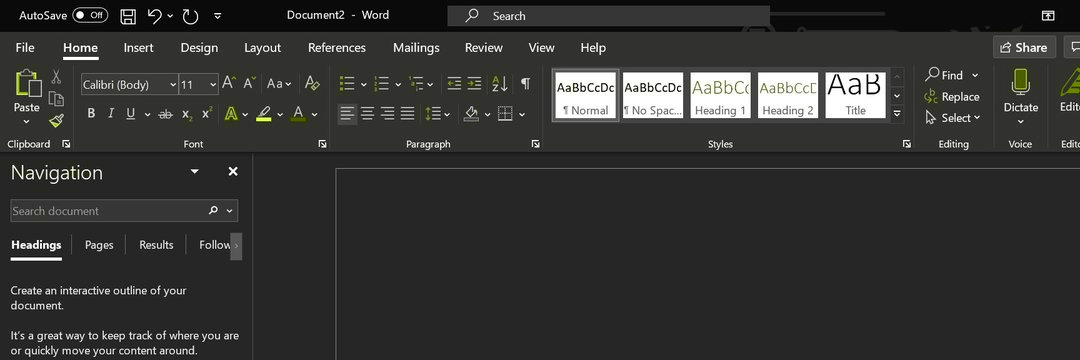 AutoSave Off Document2 - Word Search
File Home Insert Design Layout References Mailings Review View Help Share
Paste Calibri (Body) 11 A A Aa A ¶
B I U ab x₂ x² A A
AaBbCcDc AaBbCcDc AaBbCc AaBbCcD AaB
¶ Normal ¶ No Spac... Heading 1 Heading 2 Title
Find
Replace
Select
Dictate
Clipboard Font Paragraph Styles Editing Voice
Navigation
Search document
Headings Pages Results Follow
Create an interactive outline of your
document.
It's a great way to keep track of where you are
or quickly move your content around.